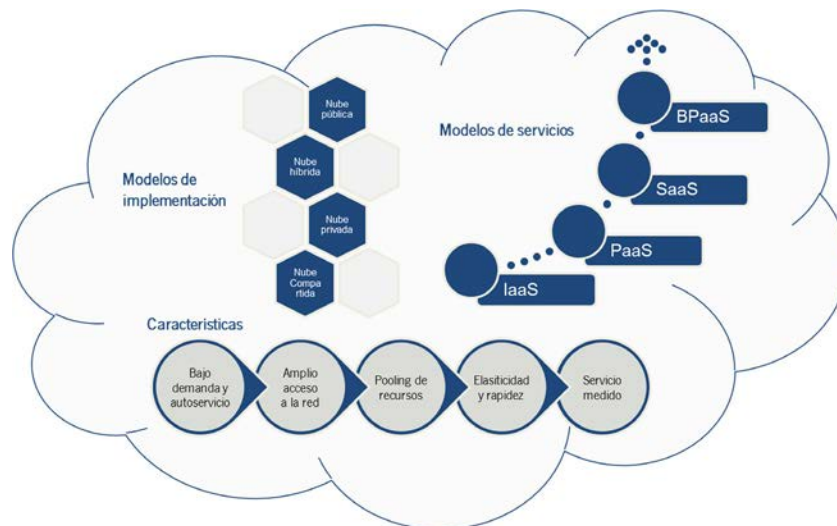 Nube
pública
Nube
híbrida
Nube
privada
Nube
Compa
rtida
Modelos de
implementación
Modelos de servicios
BPaaS
SaaS
PaaS
IaaS
Caracteristicas
Bajo
demanda y
autoservicio
Amplio
acceso
a la red
Pooling de
recursos
Elasiticidad
y rapidez
Servicio
medido